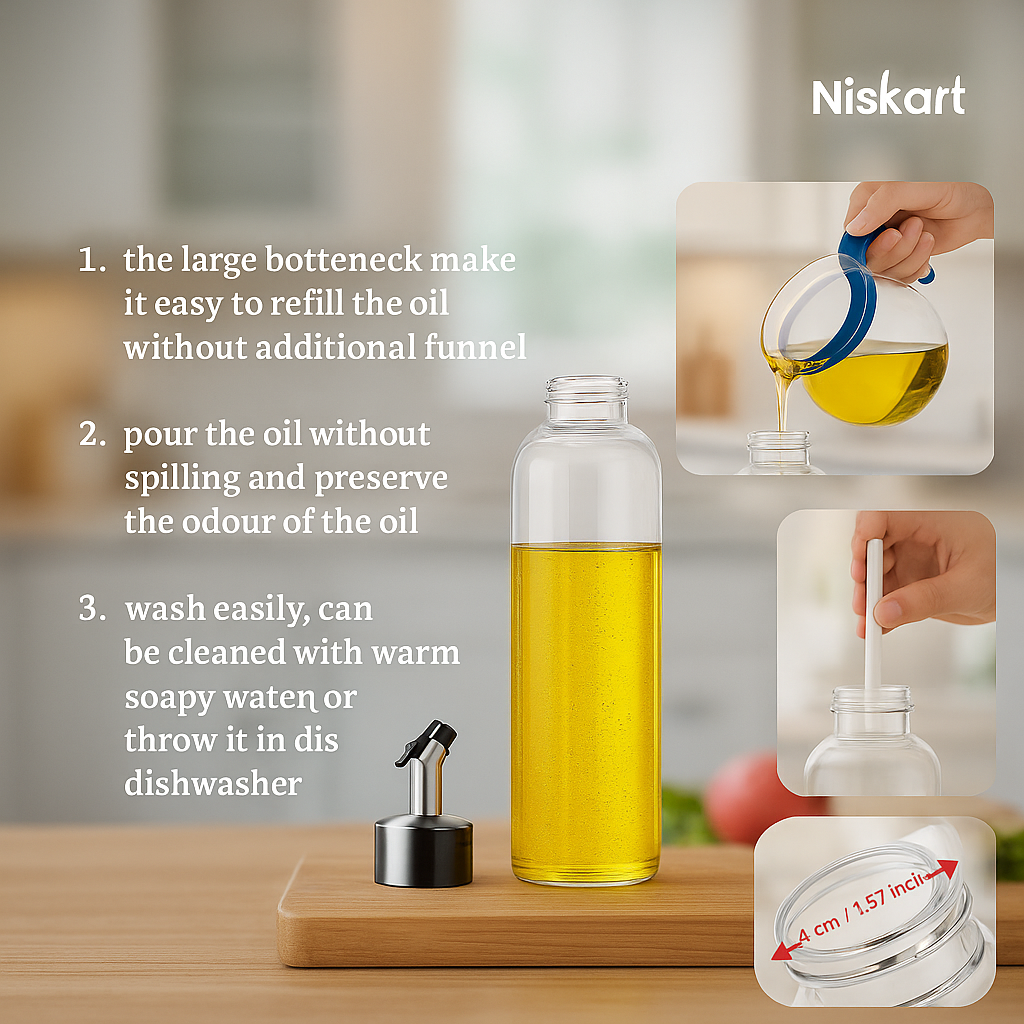 Niskart
1. the large botteneck make
it easy to refill the oil
without additional funnel
2. pour the oil without
spilling and preserve
the odour of the oil
3. wash easily, can
be cleaned with warm
soapy water or
throw it in dis
dishwasher
4 cm / 1.57 inch